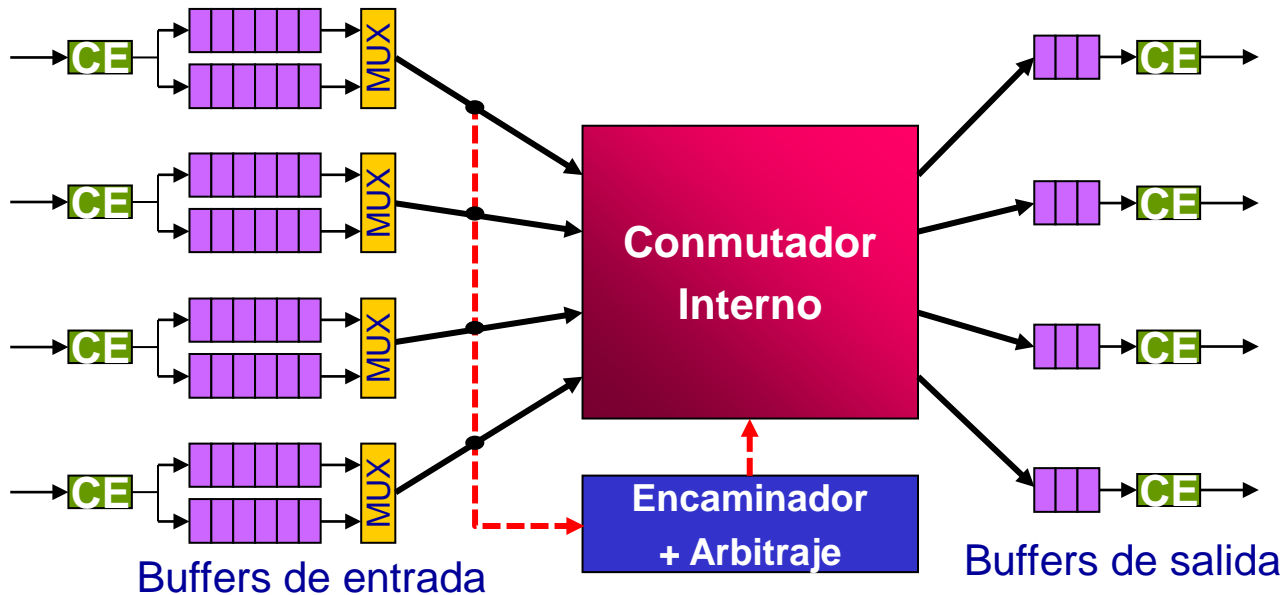 CE
MUX
CE
CE
MUX
CE
Conmutador
Interno
CE
MUX
CE
CE
MUX
CE
Encaminador
+ Arbitraje
Buffers de entrada
Buffers de salida